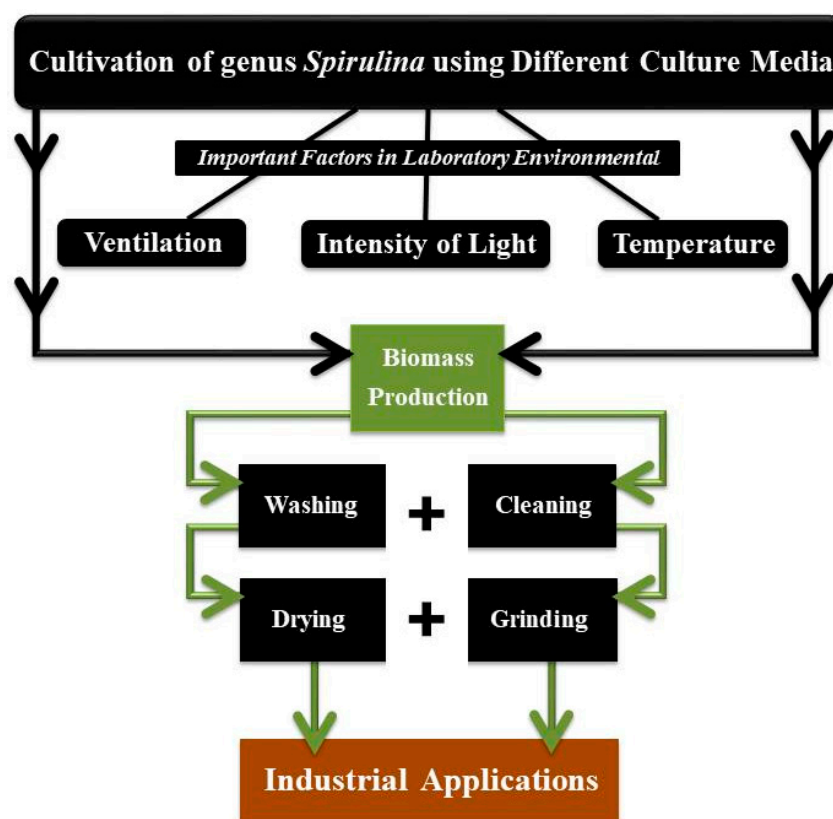 Cultivation of genus Spirulina using Different Culture Media
Important Factors in Laboratory Environmental
Ventilation
Intensity of Light
Temperature
Biomass
Production
Washing
+
Cleaning
Drying
+
Grinding
Industrial Applications